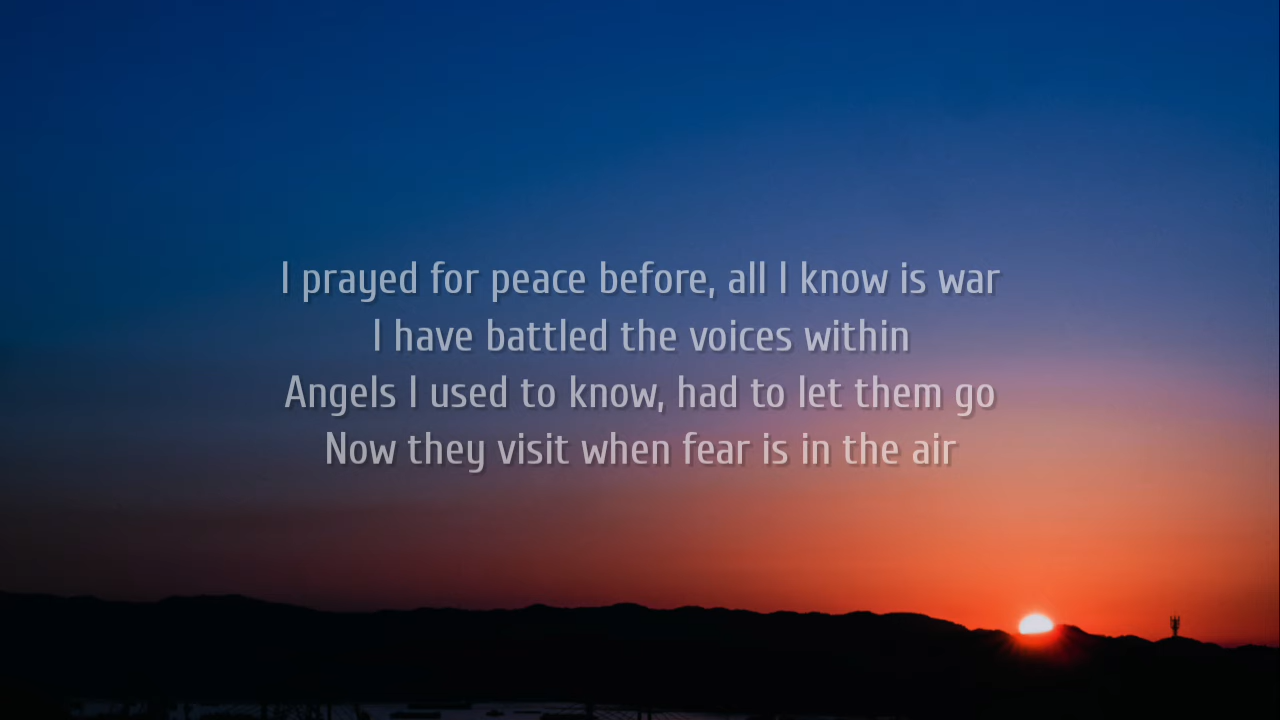 I prayed for peace before, all I know is war
I have battled the voices within
Angels I used to know, had to let them go
Now they visit when fear is in the air